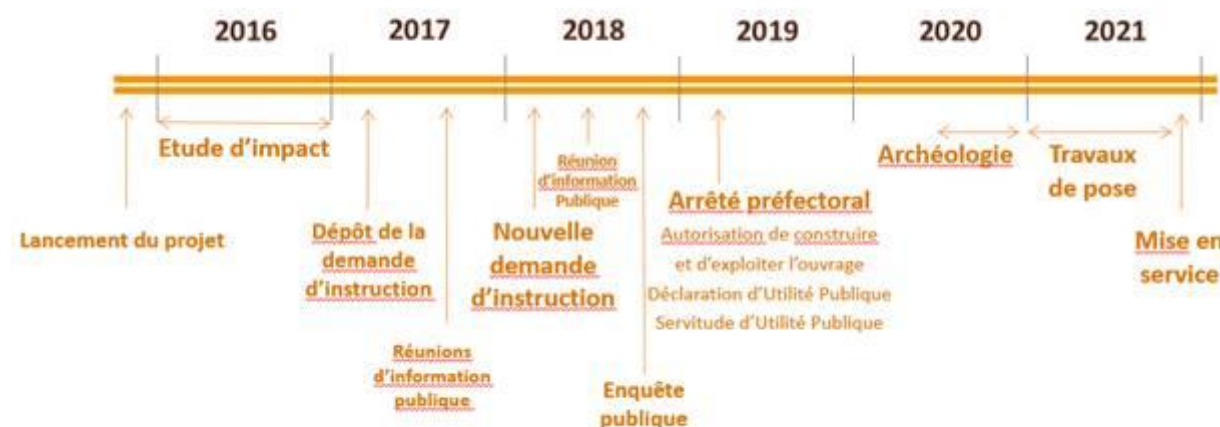 2016
2017
2018
2019
2020
2021
Etude d'impact
Lancement du projet
Dépôt de la
demande
d'instruction
Réunions
d'information
publique
Nouvelle
demande
d'instruction
Réunion
d'information
Publique
Enquête
publique
Arrêté préfectoral
Autorisation de construire
et d'exploiter l'ouvrage
Déclaration d'Utilité Publique
Servitude d'Utilité Publique
Archéologie
Travaux
de pose
Mise en
service